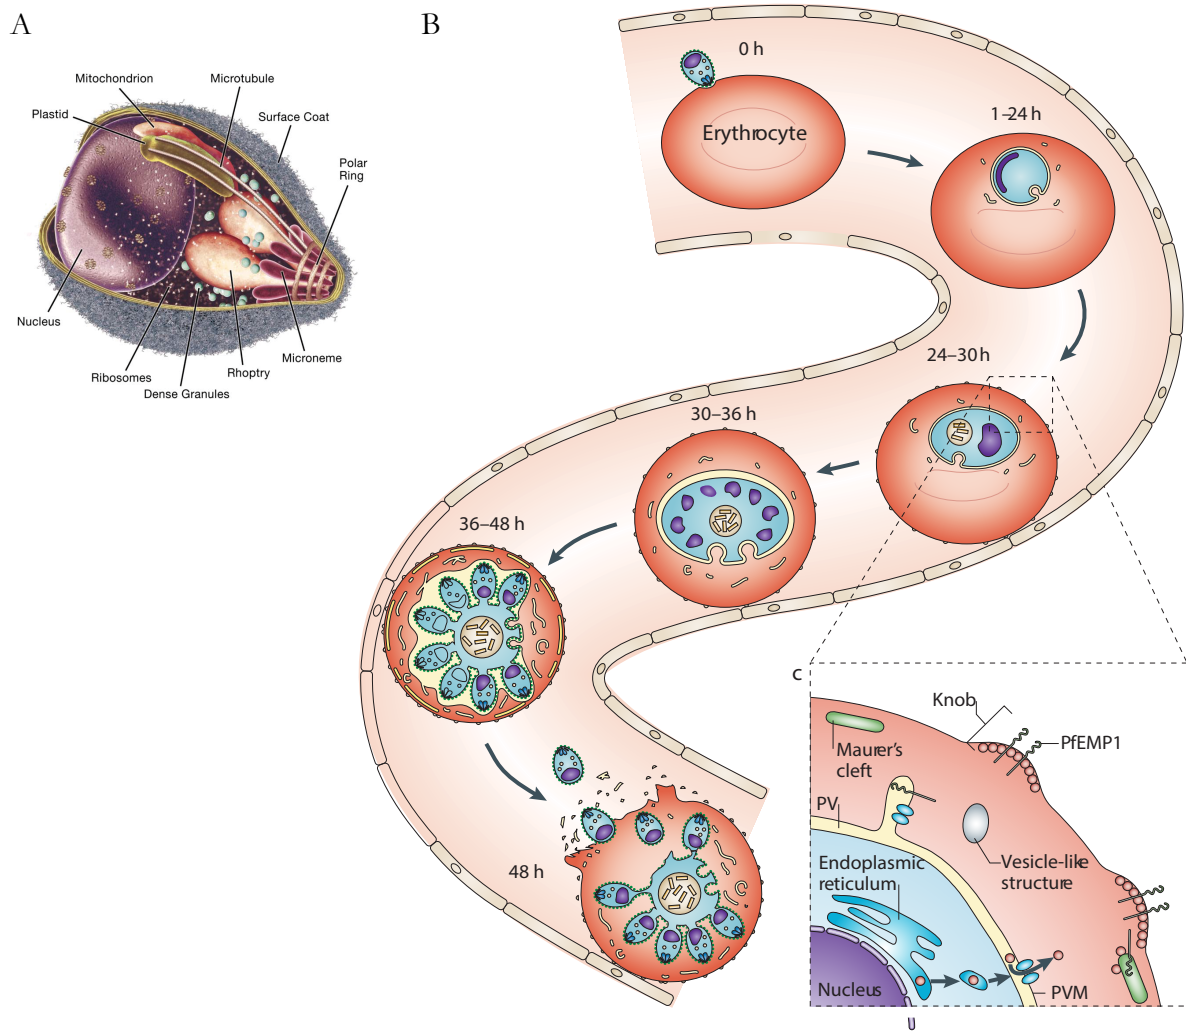 A
Mitochondrion
Microtubule
Plastid
Surface Coat
Polar
Ring
Nucleus
Ribosomes
Dense Granules
Rhoptry
Microneme
B
0 h
Erythrocyte
1–24 h
24–30 h
30–36 h
36–48 h
48 h
C
Knob
PfEMP1
Maurer's
cleft
PV
Vesicle-like
structure
Endoplasmic
reticulum
Nucleus
PVM